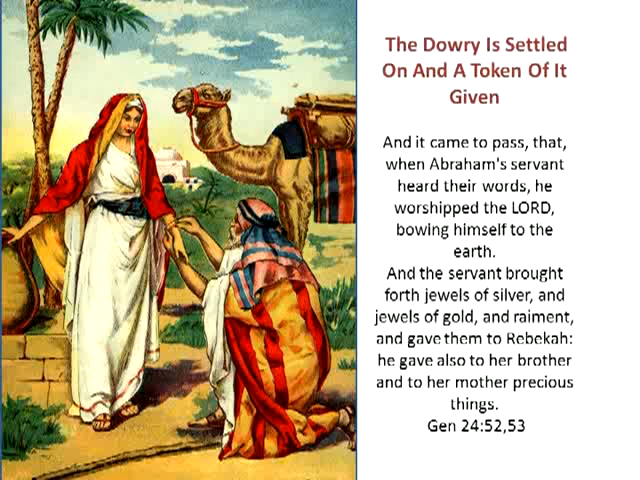 The Dowry Is Settled
On And A Token Of It
Given
And it came to pass, that,
when Abraham's servant
heard their words, he
worshipped the LORD,
bowing himself to the
earth.
And the servant brought
forth jewels of silver, and
jewels of gold, and raiment,
and gave them to Rebekah:
he gave also to her brother
and to her mother precious
things.
Gen 24:52,53